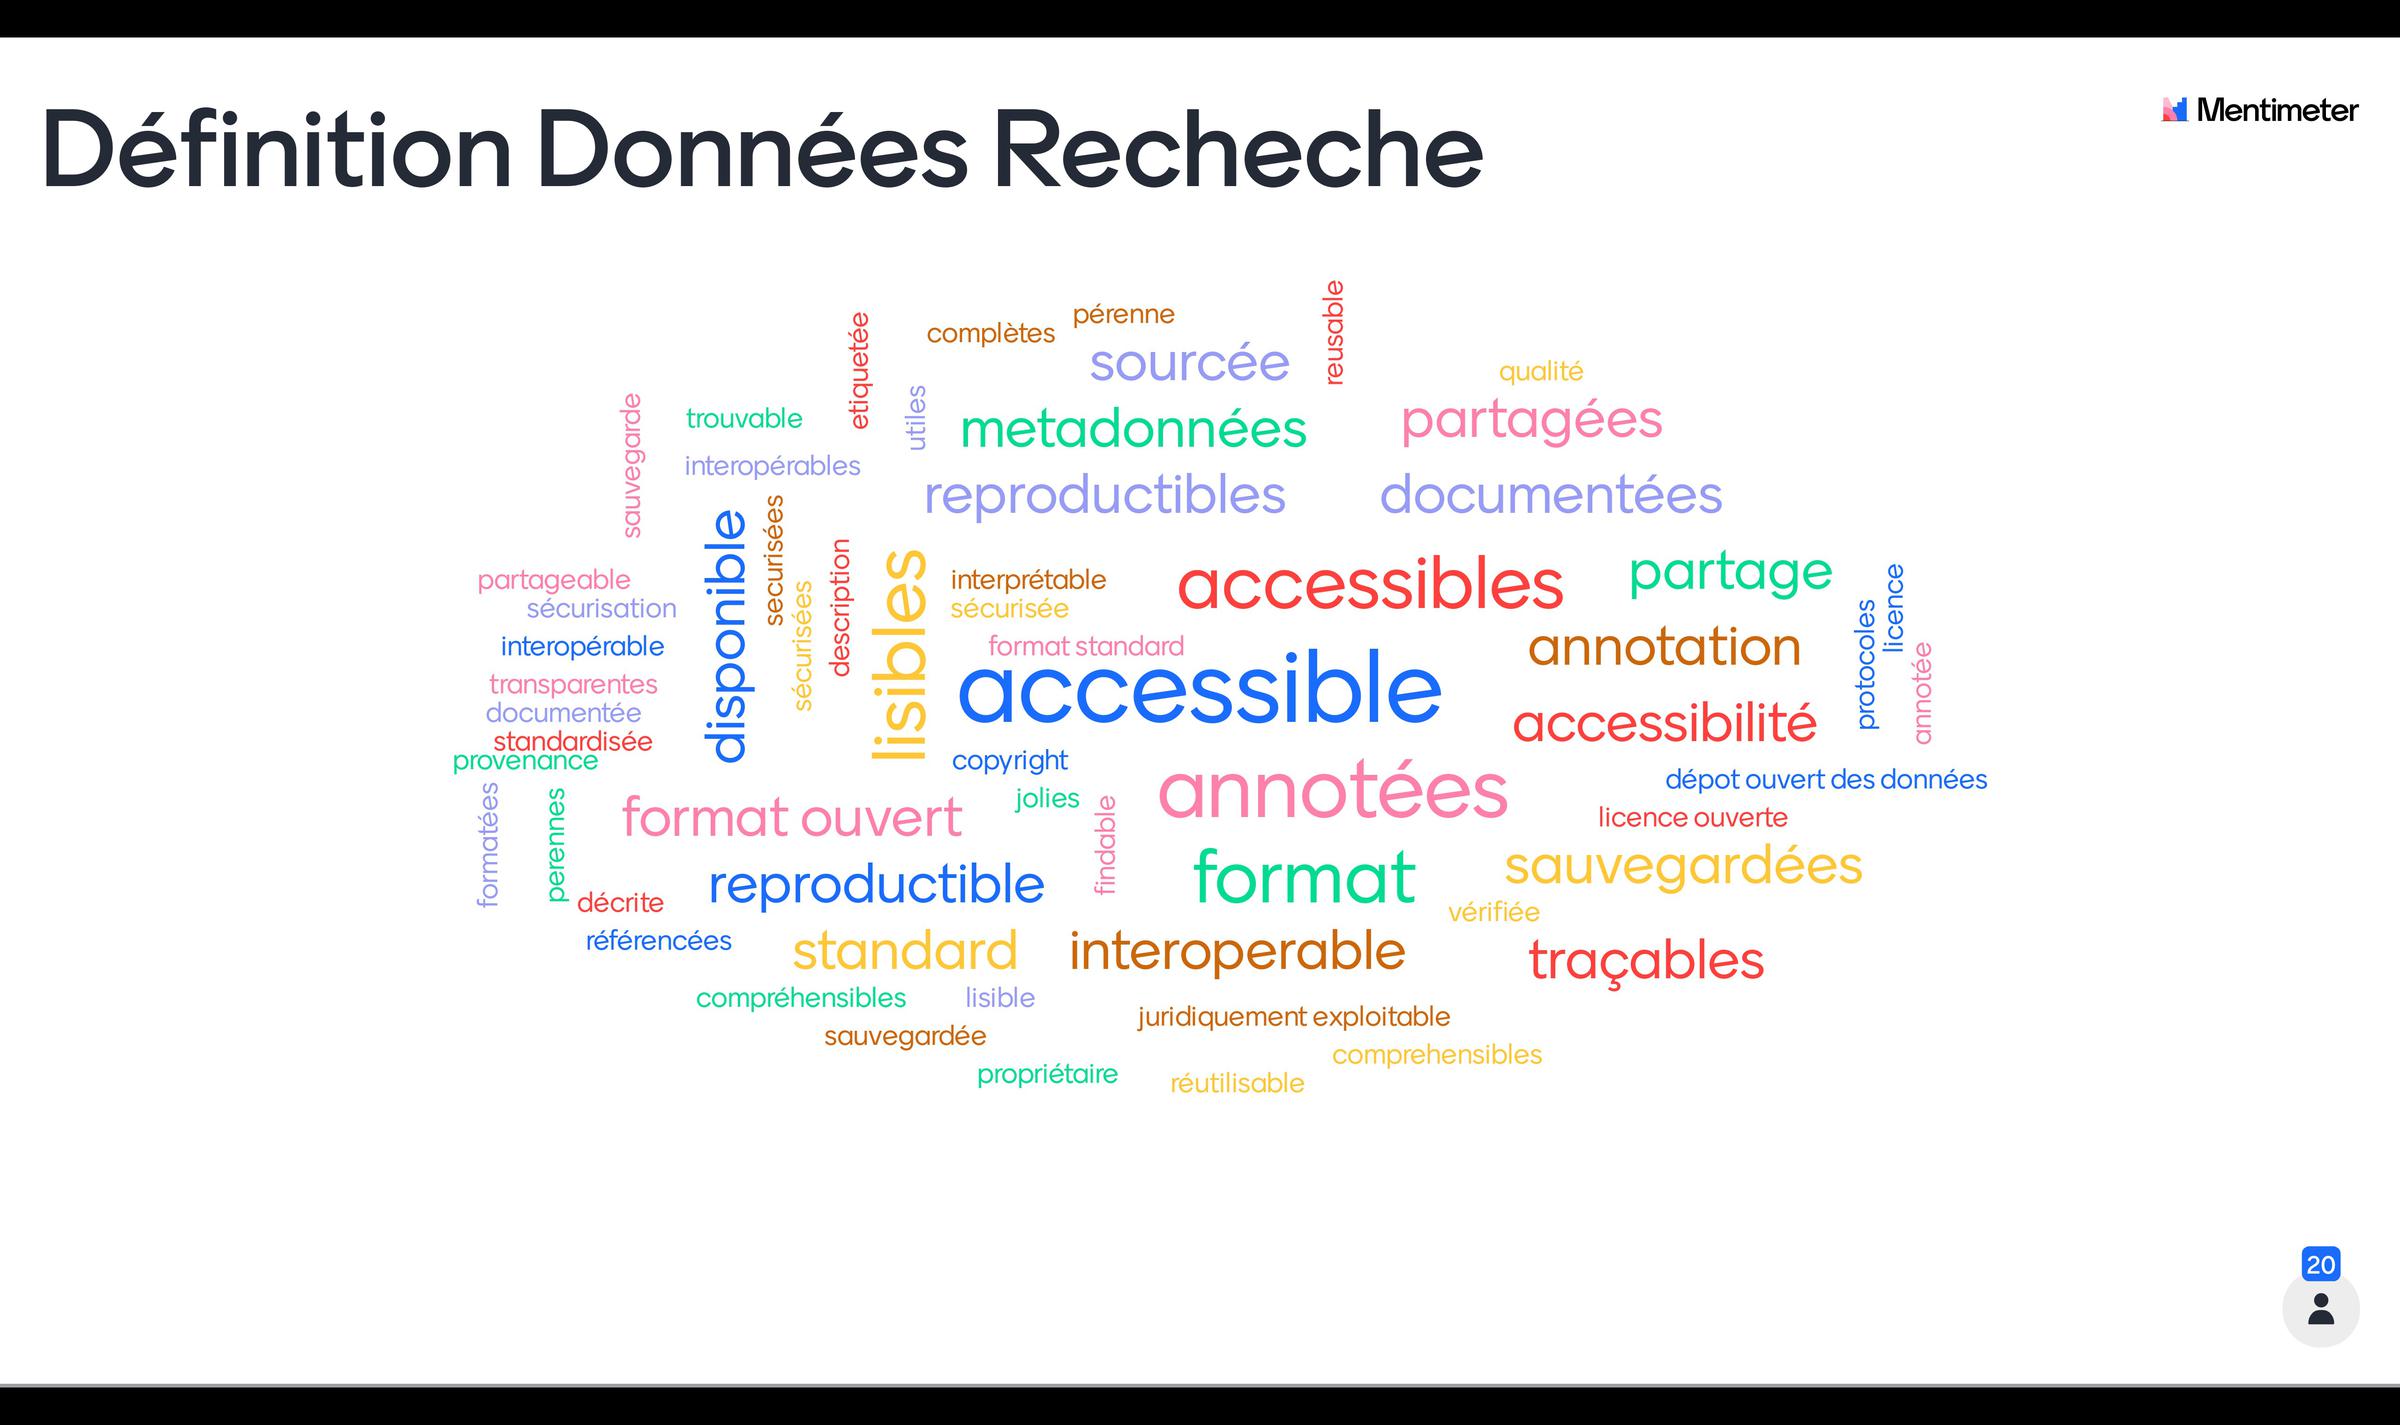 Définition Données Recheche
Mentimeter
reusable
pérenne
etiquetée
complètes
sourcée
qualité
sauvegarde
trouvable
utiles
metadonnées
partagées
interopérables
reproductibles
documentées
disponible
securisées
sécurisées
description
lisibles
partageable
interprétable
accessibles
partage
licence
sécurisation
sécurisée
protocoles
interopérable
format standard
annotation
annotée
transparentes
accessible
documentée
accessibilité
standardisée
provenance
copyright
annotées
dépot ouvert des données
formatées
perennes
format ouvert
jolies
findable
licence ouverte
décrite
reproductible
format
sauvegardées
vérifiée
référencées
standard
interoperable
traçables
compréhensibles
lisible
juridiquement exploitable
sauvegardée
comprehensibles
propriétaire
réutilisable
20